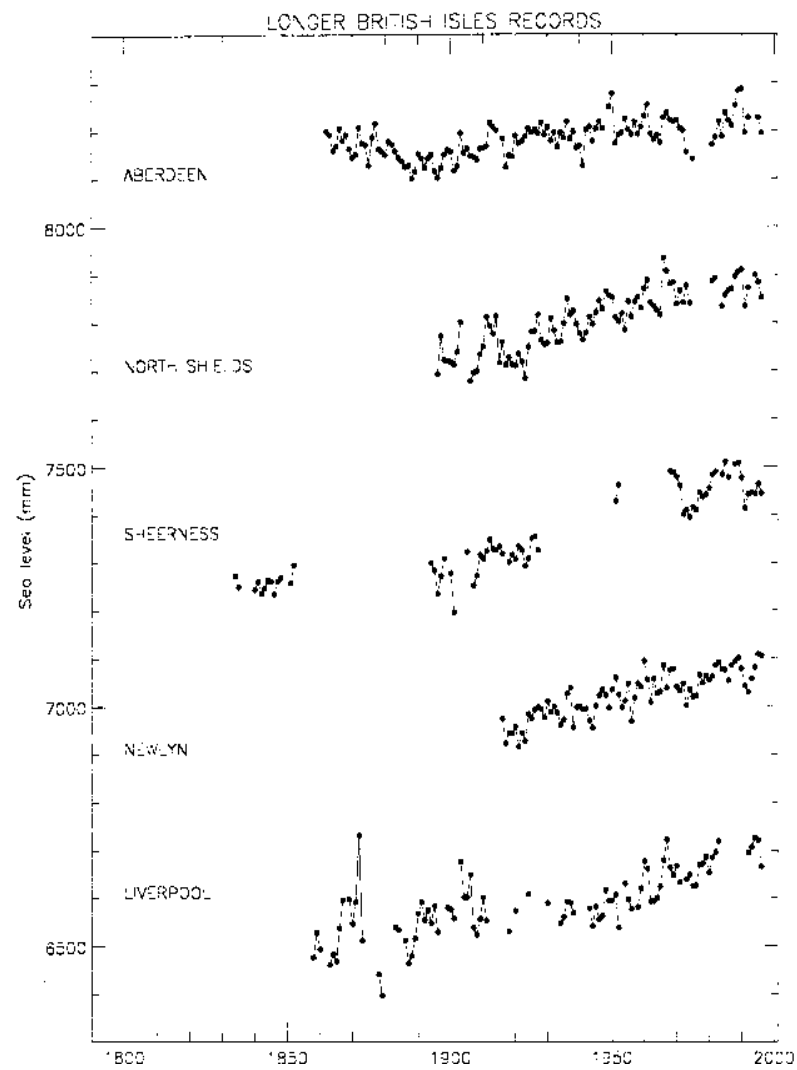 LONGER BRITISH ISLES RECORDS
ABERDEEN
8000
NORTH SHIELDS
7500
SHEERNESS
Sea level (mm)
7000
NEWLYN
LIVERPOOL
6500
1800 1850 1900 1950 2000